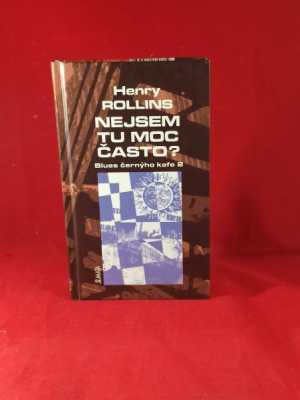 Henry
ROLLINS
NEJSEM
TU MOC
ČASTO?
Blues černýho kafe 2